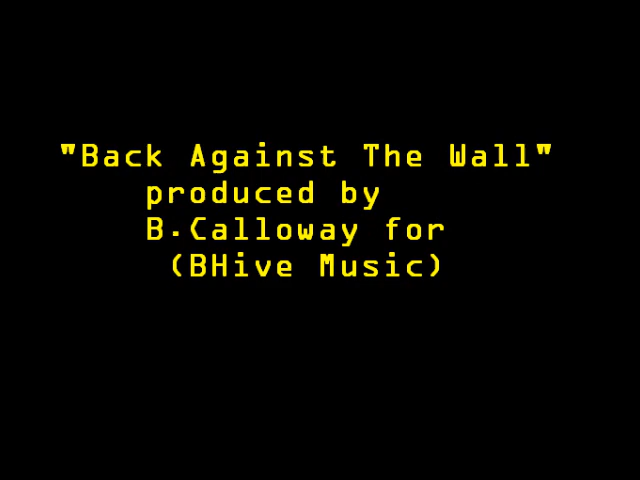 "Back Against The Wall"
produced by
B.Calloway for
(BHive Music)